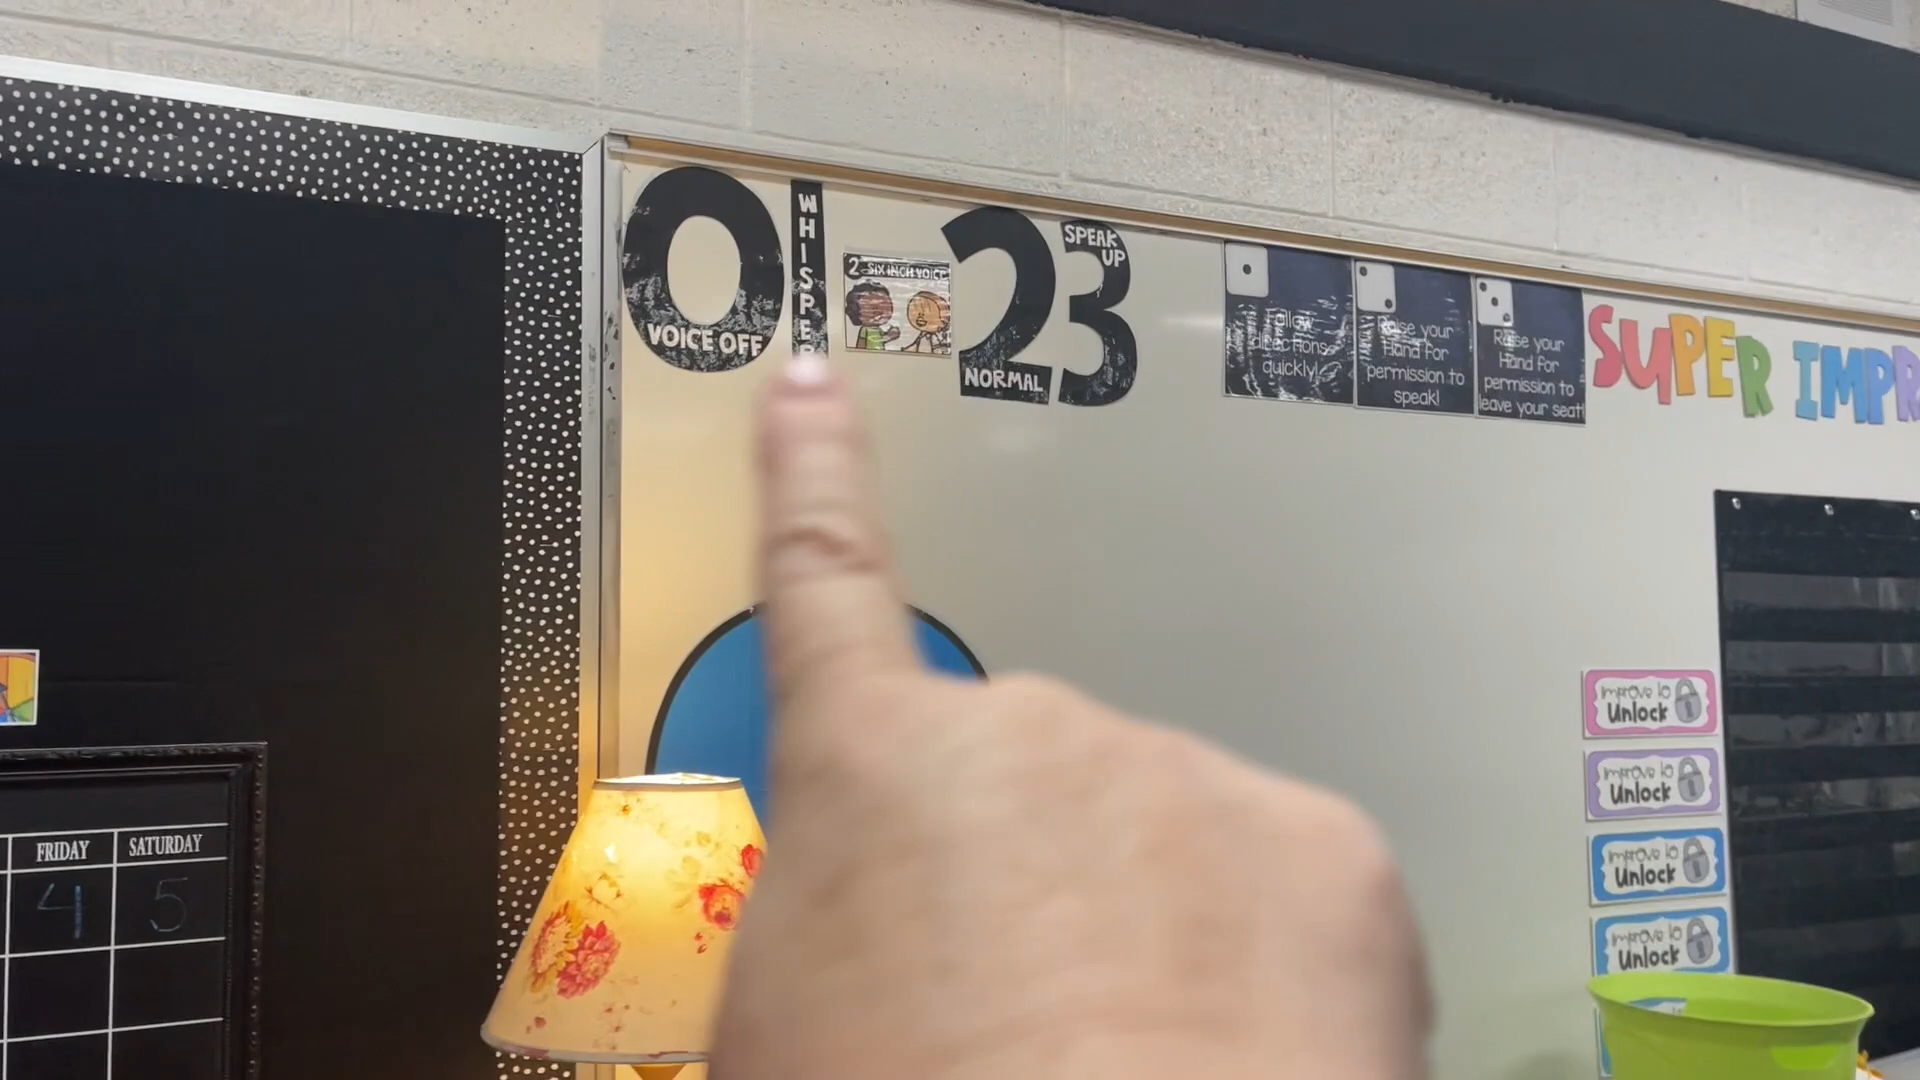 0
VOICE OFF
WHISPE
2 SIX INCH VOICE
2
NORMAL
3
SPEAK
UP
Follow
directions
quickly!
Raise your
Hand for
permission to
speak!
Raise your
Hand for
permission to
leave your seat!
SUPER IMPR
Improve to
Unlock
Improve to
Unlock
Improve to
Unlock
Improve to
Unlock
FRIDAY SATURDAY
4 5